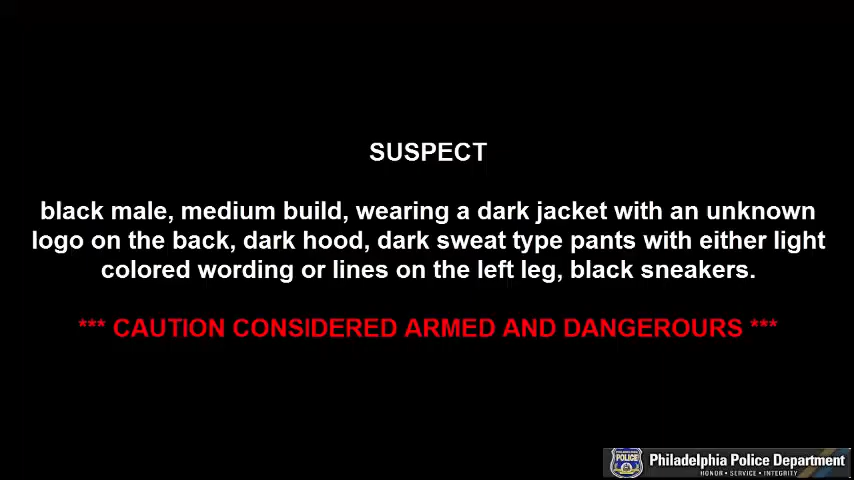 SUSPECT
black male, medium build, wearing a dark jacket with an unknown
logo on the back, dark hood, dark sweat type pants with either light
colored wording or lines on the left leg, black sneakers.
*** CAUTION CONSIDERED ARMED AND DANGEROURS ***
POLICE
Philadelphia Police Department
HONOR • SERVICE • INTEGRITY